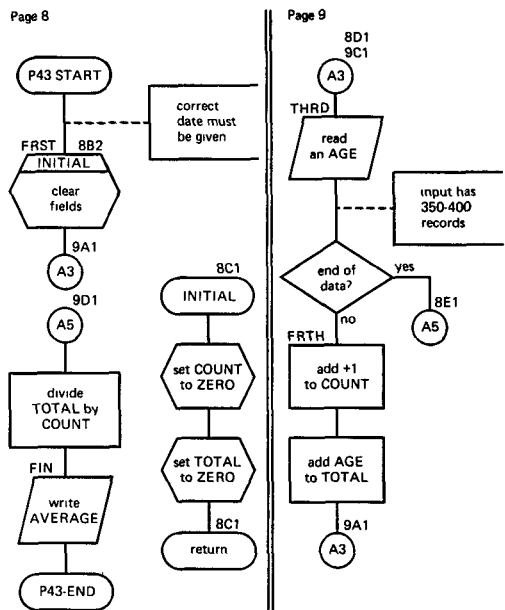 Page 8
P43 START
correct
date must
be given
FRST 8B2
INITIAL
clear
fields
9A1
A3
9D1
A5
divide
TOTAL by
COUNT
FIN
write
AVERAGE
P43-END
8C1
INITIAL
set COUNT
to ZERO
set TOTAL
to ZERO
8C1
return
Page 9
8D1
9C1
A3
THRD
read
an AGE
input has
350-400
records
end of
data?
yes
8E1
A5
no
FRTH
add +1
to COUNT
add AGE
to TOTAL
9A1
A3